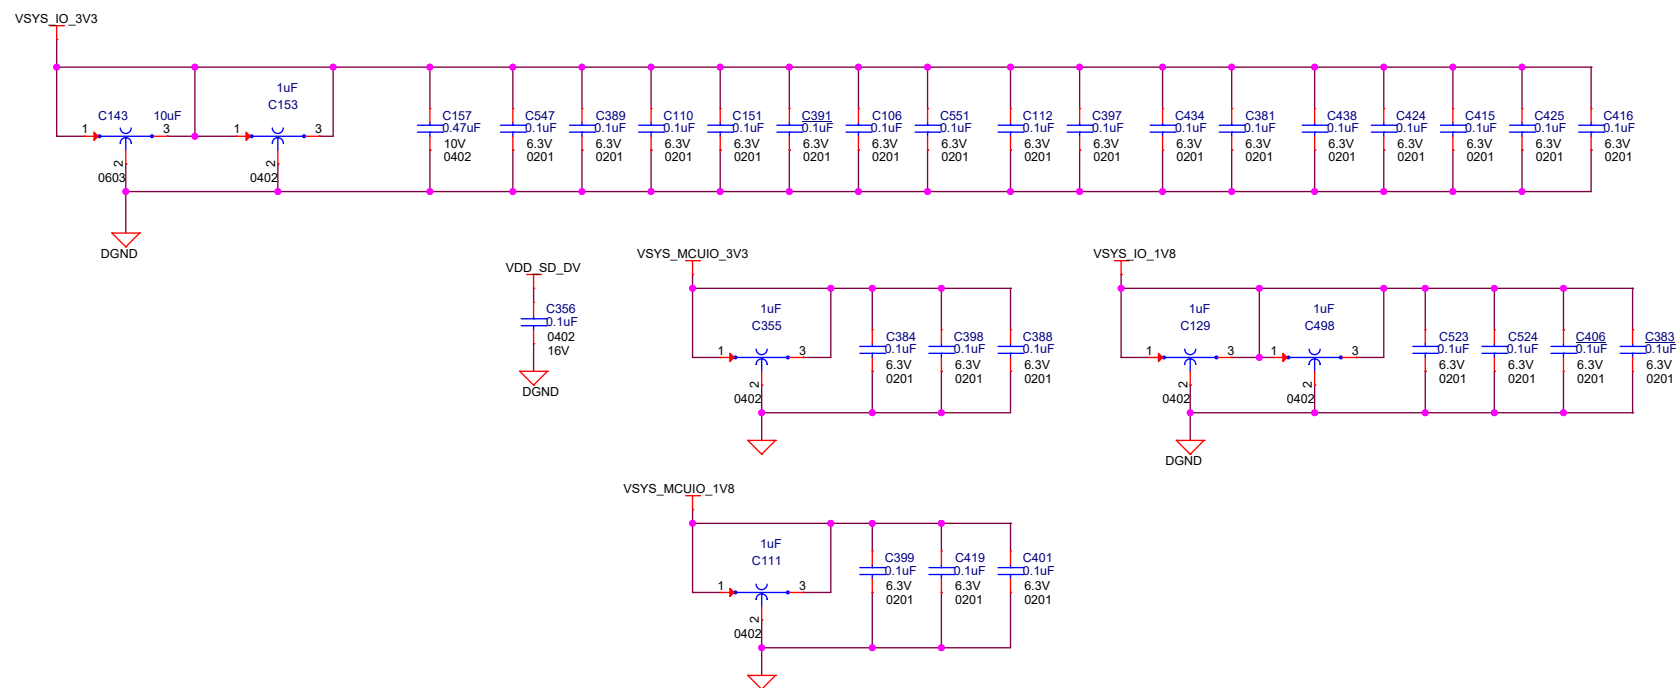 VSYS_IO_3V3
1uF
C153
C143 10uF
1 3 1 3
2 2
0603 0402
C157
0.47uF
10V
0402
C547
0.1uF
6.3V
0201
C389
0.1uF
6.3V
0201
C110
0.1uF
6.3V
0201
C151
0.1uF
6.3V
0201
C391
0.1uF
6.3V
0201
C106
0.1uF
6.3V
0201
C551
0.1uF
6.3V
0201
C112
0.1uF
6.3V
0201
C397
0.1uF
6.3V
0201
C434
0.1uF
6.3V
0201
C381
0.1uF
6.3V
0201
C438
0.1uF
6.3V
0201
C424
0.1uF
6.3V
0201
C415
0.1uF
6.3V
0201
C425
0.1uF
6.3V
0201
C416
0.1uF
6.3V
0201
DGND
VDD_SD_DV
C356
0.1uF
0402
16V
DGND
VSYS_MCUIO_3V3
1uF
C355
1 3
2
0402
C384
0.1uF
6.3V
0201
C398
0.1uF
6.3V
0201
C388
0.1uF
6.3V
0201
VSYS_IO_1V8
1uF
C129
1 3
2
0402
1uF
C498
1 3
2
0402
C523
0.1uF
6.3V
0201
C524
0.1uF
6.3V
0201
C406
0.1uF
6.3V
0201
C383
0.1uF
6.3V
0201
DGND
VSYS_MCUIO_1V8
1uF
C111
1 3
2
0402
C399
0.1uF
6.3V
0201
C419
0.1uF
6.3V
0201
C401
0.1uF
6.3V
0201